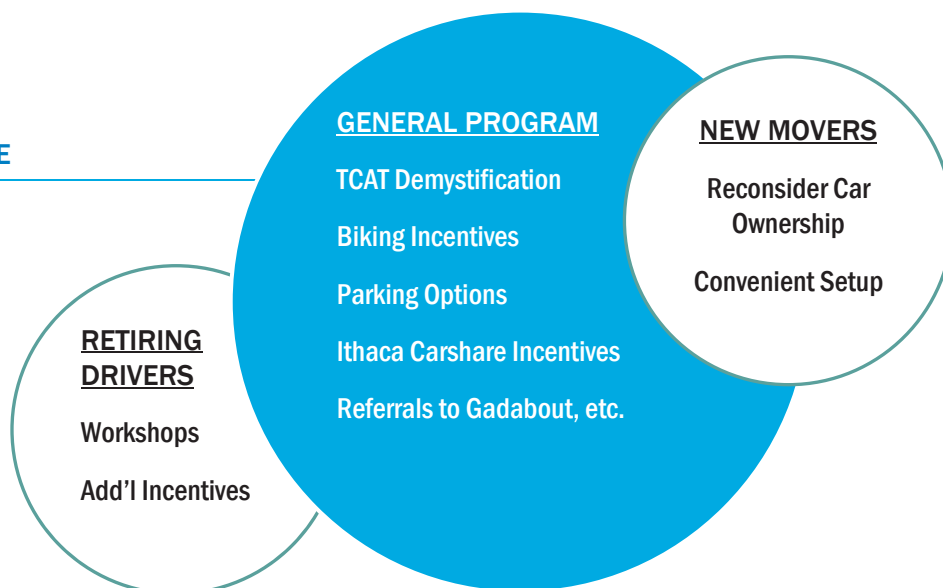 E
GENERAL PROGRAM
TCAT Demystification
Biking Incentives
Parking Options
Ithaca Carshare Incentives
Referrals to Gadabout, etc.
NEW MOVERS
Reconsider Car
Ownership
Convenient Setup
RETIRING
DRIVERS
Workshops
Add'l Incentives